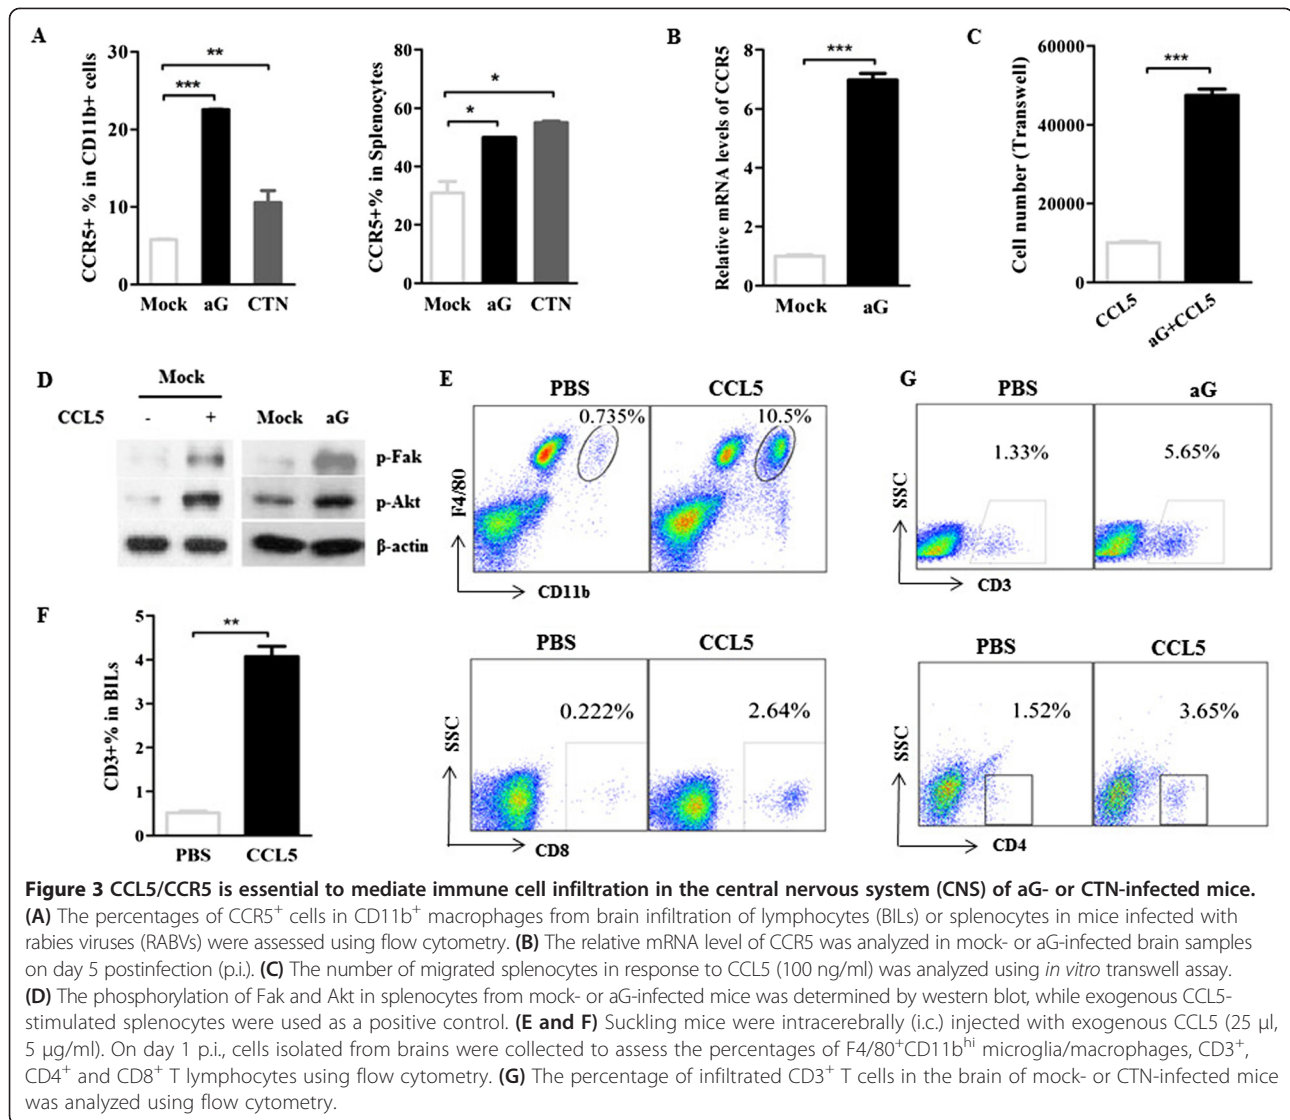 A
30
20
10
0
CCR5+ % in CD11b+ cells
**
***
Mock aG CTN
80
60
40
20
0
CCR5+% in Splenocytes
*
*
Mock aG CTN
B
8
6
4
2
0
Relative mRNA levels of CCR5
***
Mock aG
C
60000
40000
20000
0
Cell number (Transwell)
***
CCL5
aG+CCL5
D
Mock
CCL5 - + Mock aG
p-Fak
p-Akt
β-actin
E
PBS CCL5
0.735% 10.5%
F4/80
CD11b
PBS CCL5
0.222% 2.64%
SSC
CD8
G
PBS aG
1.33% 5.65%
SSC
CD3
PBS CCL5
1.52% 3.65%
SSC
CD4
F
5
4
3
2
1
0
CD3+% in BILs
**
PBS CCL5
Figure 3 CCL5/CCR5 is essential to mediate immune cell infiltration in the central nervous system (CNS) of aG- or CTN-infected mice.
(A) The percentages of CCR5⁺ cells in CD11b⁺ macrophages from brain infiltration of lymphocytes (BILs) or splenocytes in mice infected with
rabies viruses (RABVs) were assessed using flow cytometry. (B) The relative mRNA level of CCR5 was analyzed in mock- or aG-infected brain samples
on day 5 postinfection (p.i.). (C) The number of migrated splenocytes in response to CCL5 (100 ng/ml) was analyzed using in vitro transwell assay.
(D) The phosphorylation of Fak and Akt in splenocytes from mock- or aG-infected mice was determined by western blot, while exogenous CCL5-
stimulated splenocytes were used as a positive control. (E and F) Suckling mice were intracerebrally (i.c.) injected with exogenous CCL5 (25 μl,
5 μg/ml). On day 1 p.i., cells isolated from brains were collected to assess the percentages of F4/80⁺CD11bʰⁱ microglia/macrophages, CD3⁺,
CD4⁺ and CD8⁺ T lymphocytes using flow cytometry. (G) The percentage of infiltrated CD3⁺ T cells in the brain of mock- or CTN-infected mice
was analyzed using flow cytometry.